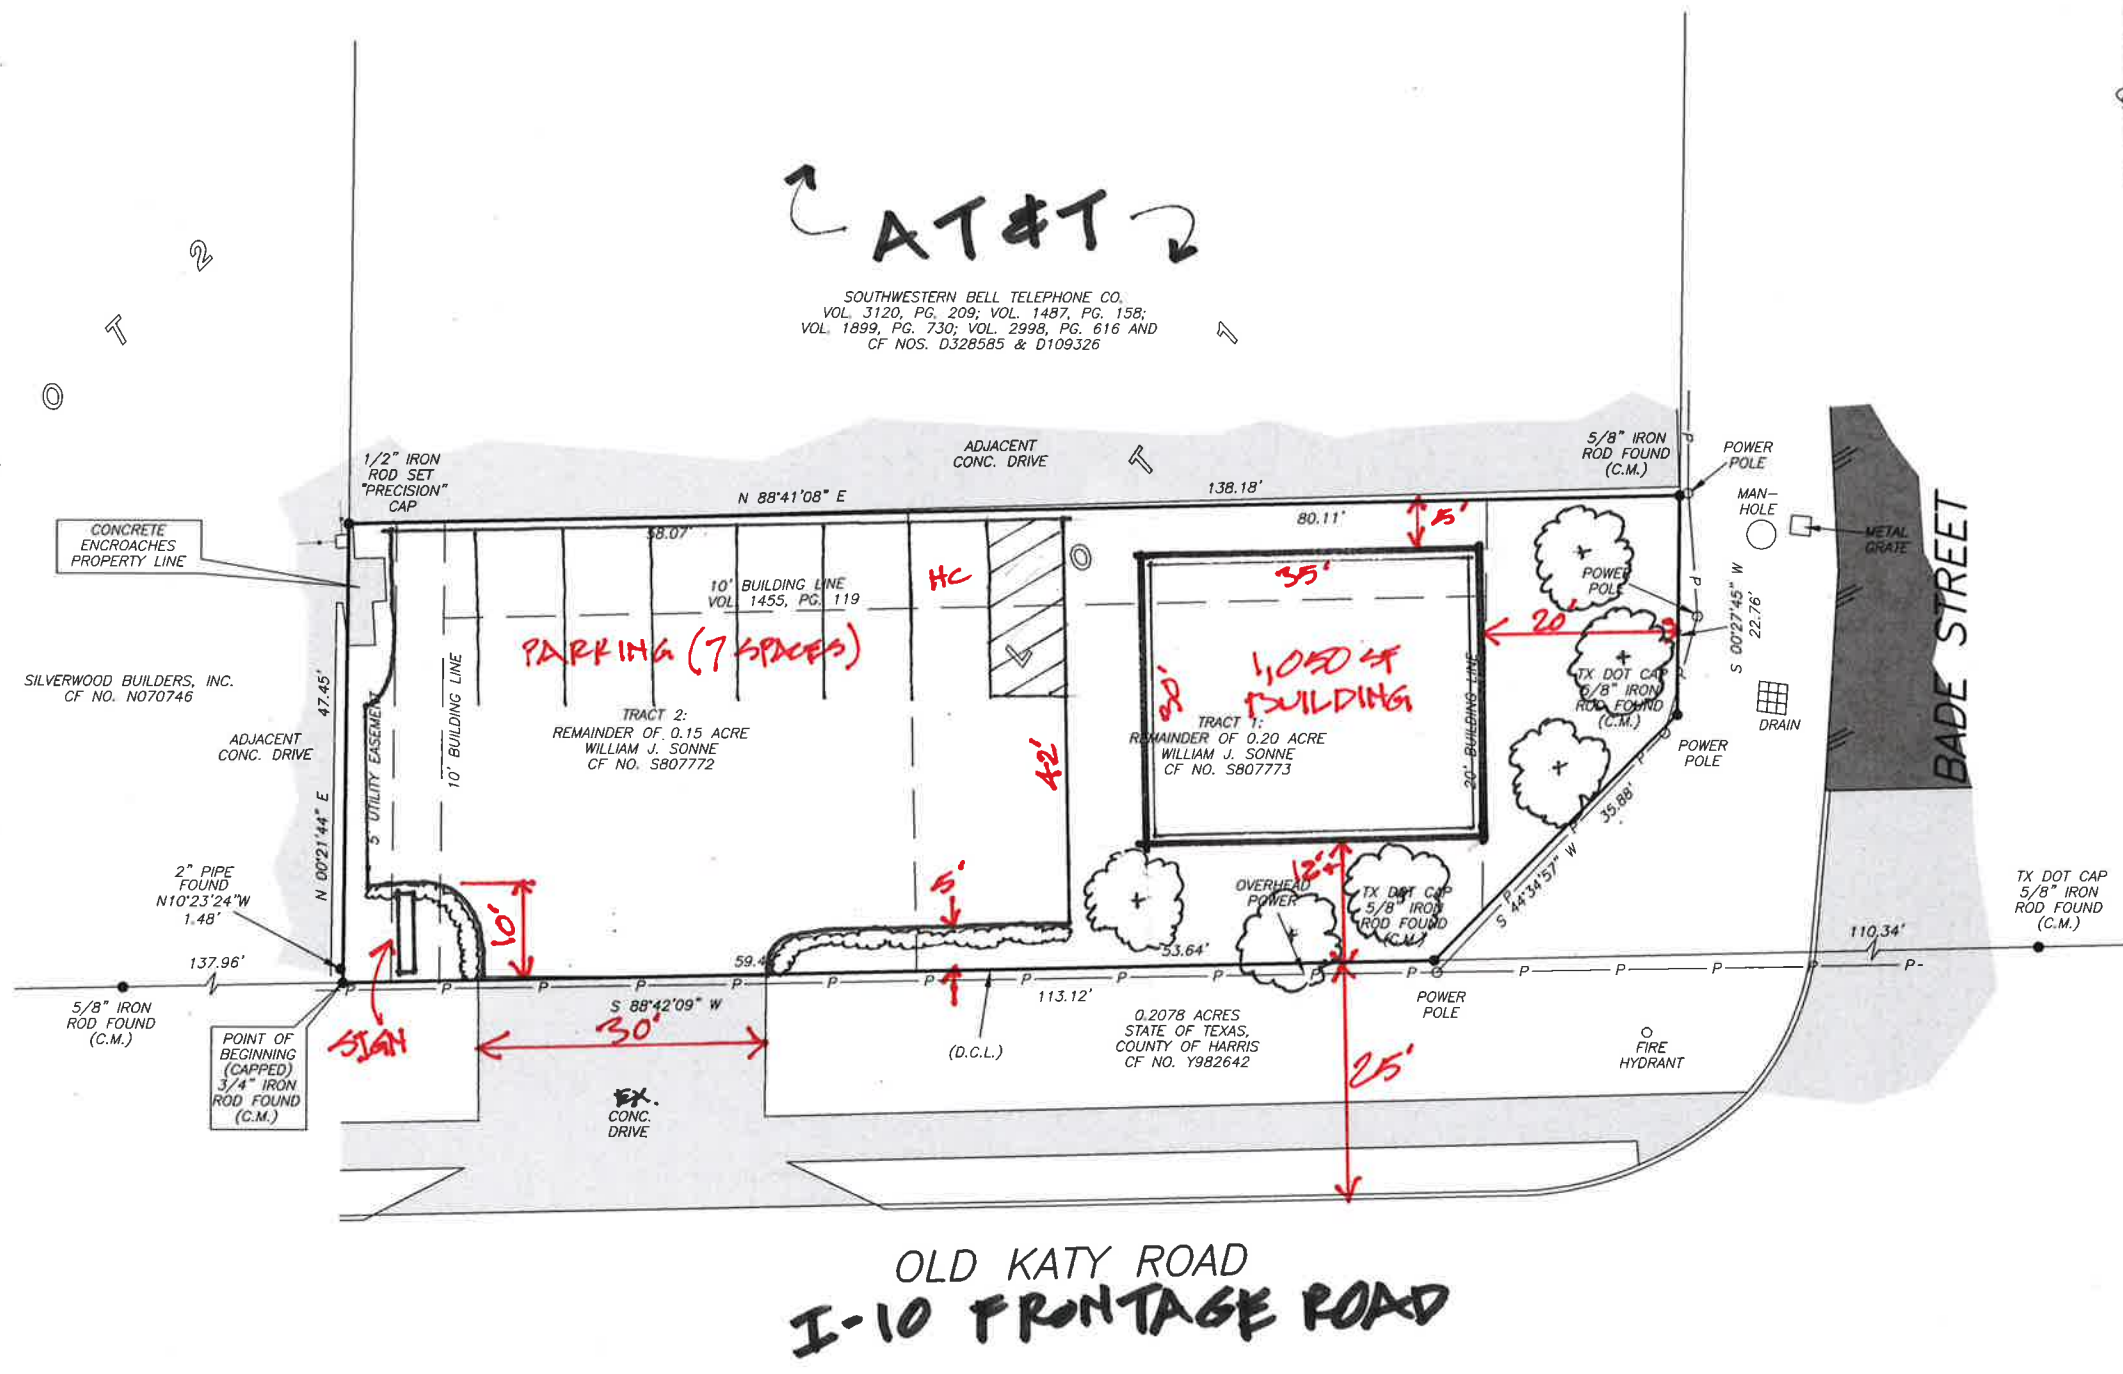 AT&T
SOUTHWESTERN BELL TELEPHONE CO.
VOL. 3120, PG. 209; VOL. 1487, PG. 158;
VOL. 1899, PG. 730; VOL. 2998, PG. 616 AND
CF NOS. D328585 & D109326
L O T 2
L O T 1
1/2" IRON
ROD SET
"PRECISION"
CAP
ADJACENT
CONC. DRIVE
5/8" IRON
ROD FOUND
(C.M.)
POWER
POLE
MAN-
HOLE
METAL
GRATE
BADE STREET
CONCRETE
ENCROACHES
PROPERTY LINE
N 88°41'08" E
138.18'
58.07'
80.11'
5'
35'
HC
10' BUILDING LINE
VOL. 1455, PG. 119
PARKING (7 SPACES)
1,050 SF
BUILDING
30'
20'
POWER
POLE
S 00°27'45" W
22.76'
TX DOT CAP
5/8" IRON
ROD FOUND
(C.M.)
DRAIN
POWER
POLE
SILVERWOOD BUILDERS, INC.
CF NO. N070746
ADJACENT
CONC. DRIVE
N 00°21'44" E
47.45'
5' UTILITY EASEMENT
10' BUILDING LINE
TRACT 2:
REMAINDER OF 0.15 ACRE
WILLIAM J. SONNE
CF NO. S807772
42'
TRACT 1:
REMAINDER OF 0.20 ACRE
WILLIAM J. SONNE
CF NO. S807773
20' BUILDING LINE
35.88'
S 44°34'57" W
2" PIPE
FOUND
N10°23'24"W
1.48'
10'
5'
12'±
OVERHEAD
POWER
TX DOT CAP
5/8" IRON
ROD FOUND
(C.M.)
TX DOT CAP
5/8" IRON
ROD FOUND
(C.M.)
137.96'
59.4
53.64'
110.34'
P P P P P P P P P P P P P P P P-
5/8" IRON
ROD FOUND
(C.M.)
SIGN
S 88°42'09" W
113.12'
30'
(D.C.L.)
0.2078 ACRES
STATE OF TEXAS,
COUNTY OF HARRIS
CF NO. Y982642
25'
POWER
POLE
FIRE
HYDRANT
POINT OF
BEGINNING
(CAPPED)
3/4" IRON
ROD FOUND
(C.M.)
EX.
CONC.
DRIVE
OLD KATY ROAD
I-10 FRONTAGE ROAD